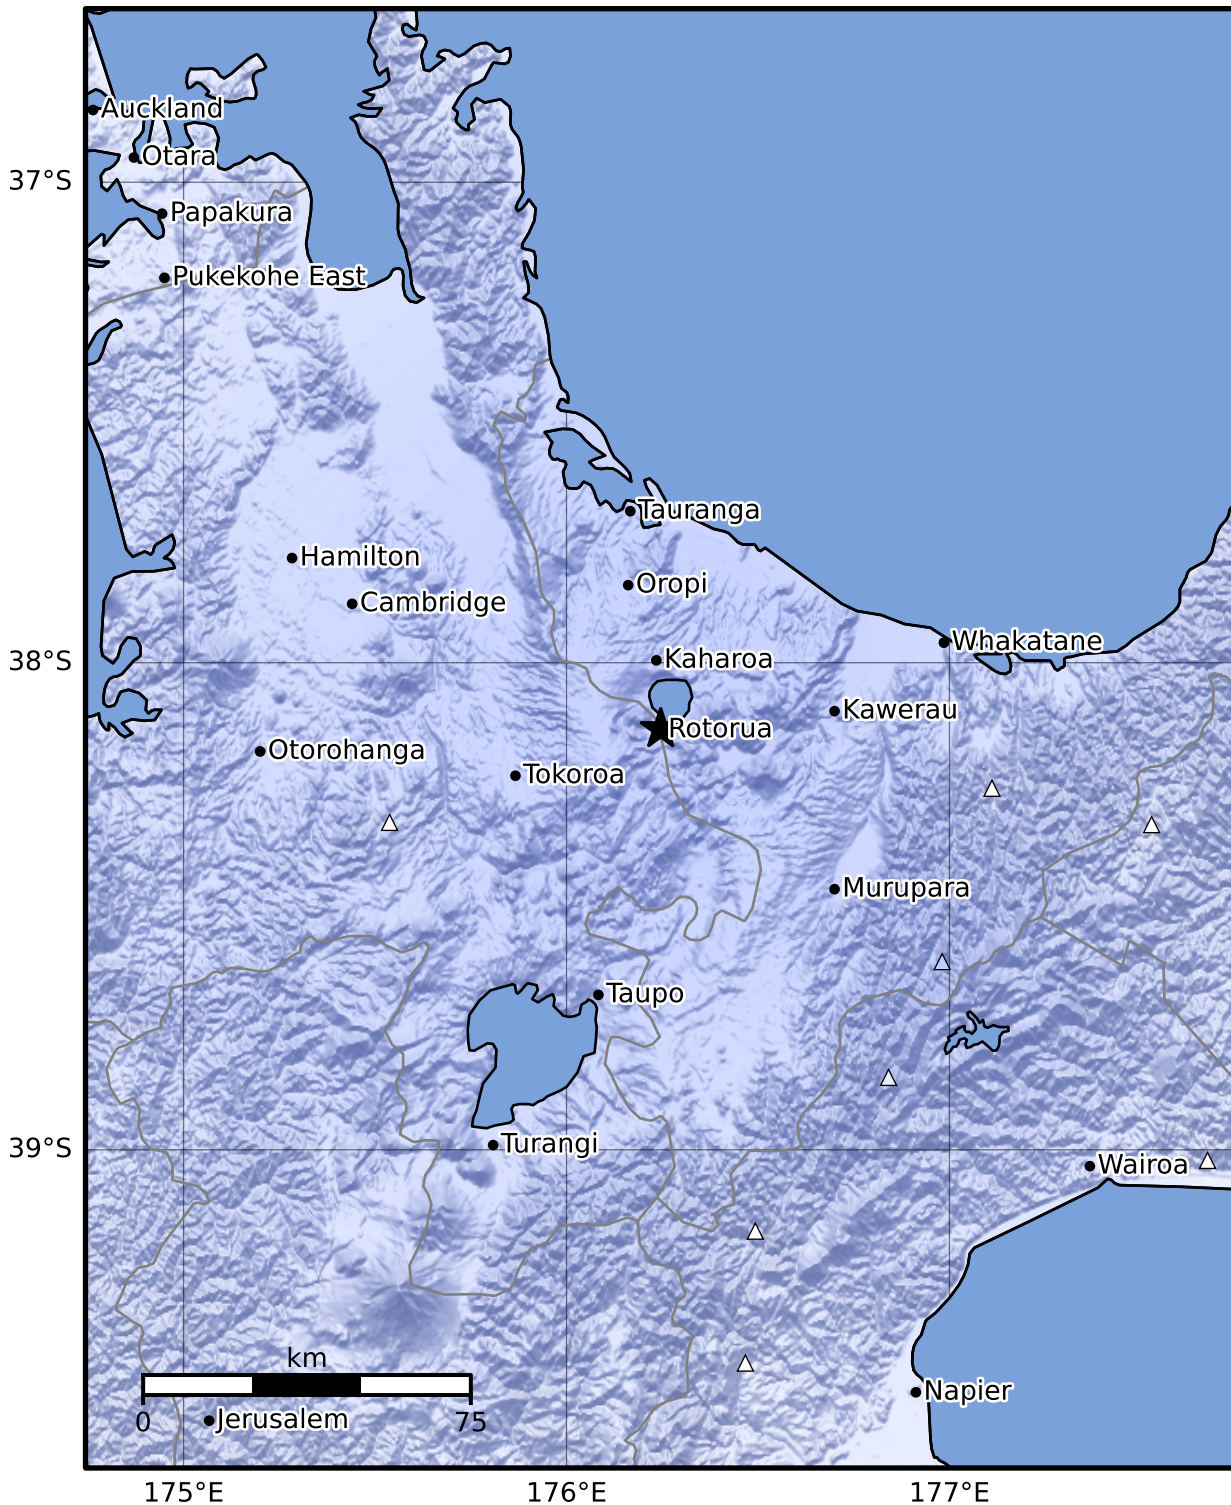 Auckland
Otara
37°S
Papakura
Pukekohe East
Tauranga
Hamilton
Oropi
Cambridge
Whakatane
38°S
Kaharoa
Kawerau
Rotorua
Otorohanga
Tokoroa
Murupara
Taupo
39°S
Turangi
Wairoa
km
Napier
0
75
Jerusalem
175°E
176°E
177°E